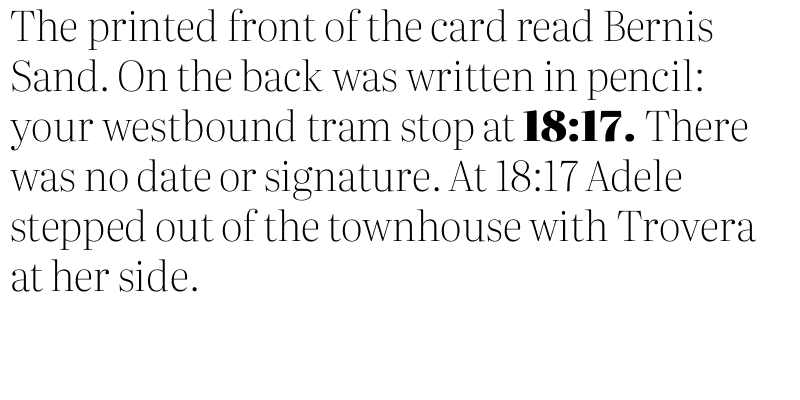 The printed front of the card read Bernis
Sand. On the back was written in pencil:
your westbound tram stop at 18:17. There
was no date or signature. At 18:17 Adele
stepped out of the townhouse with Trovera
at her side.